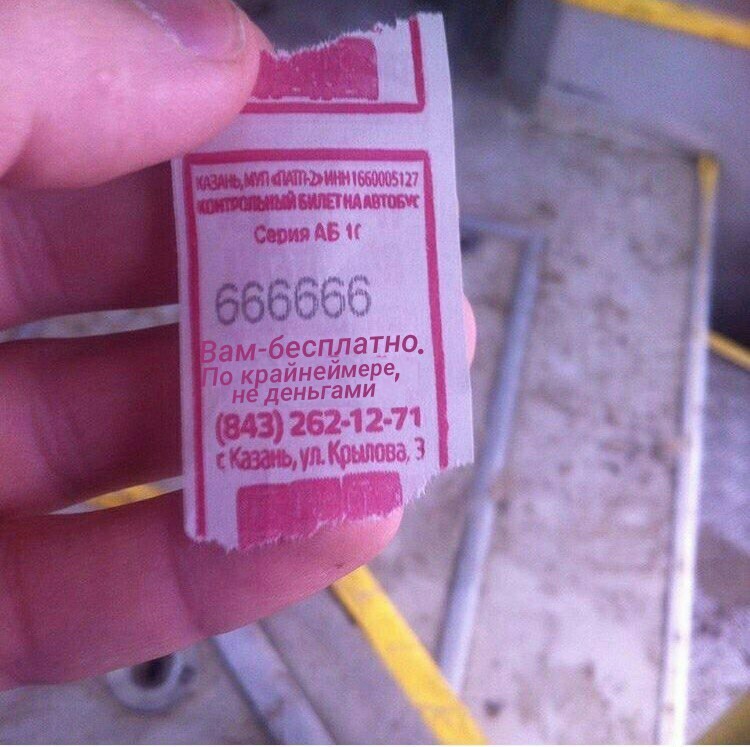 КАЗАНЬ, МУП «ПАТП-2» ИНН 1660005127
КОНТРОЛЬНЫЙ БИЛЕТ НА АВТОБУС
Серия АБ 10
666666
Вам-бесплатно.
По крайнеймере,
не деньгами
(843) 262-12-71
г. Казань, ул. Крылова, 3